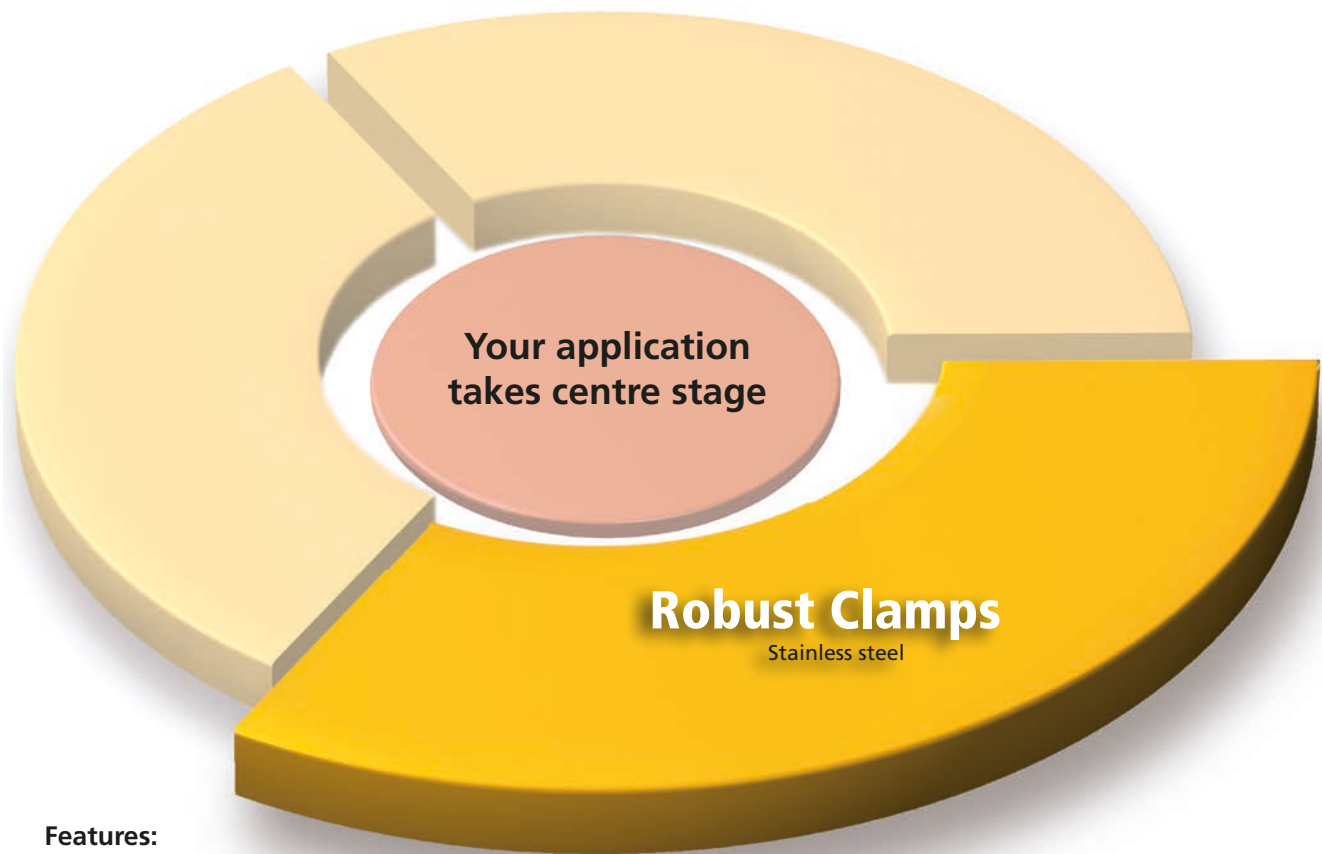 Your application
takes centre stage
Robust Clamps
Stainless steel
Features: